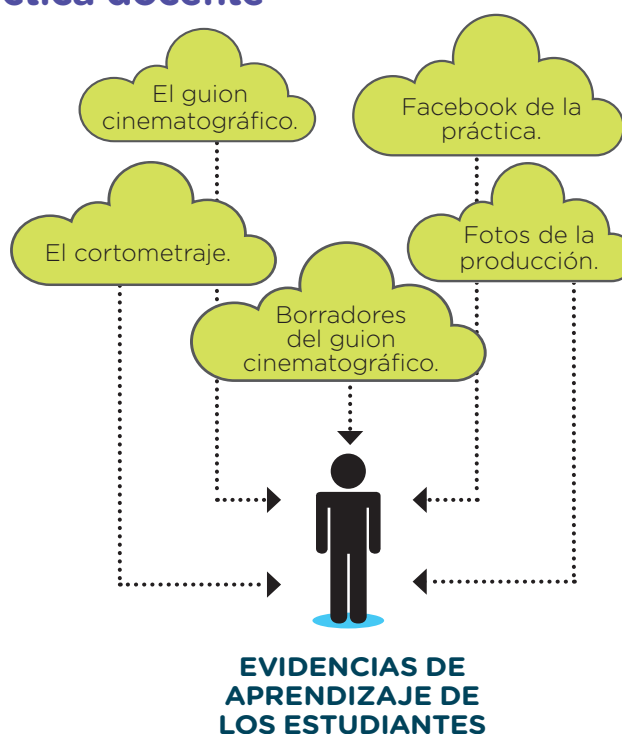 docente
El guion
cinematográfico.
Facebook de la
práctica.
El cortometraje.
Fotos de la
producción.
Borradores
del guion
cinematográfico.
EVIDENCIAS DE
APRENDIZAJE DE
LOS ESTUDIANTES